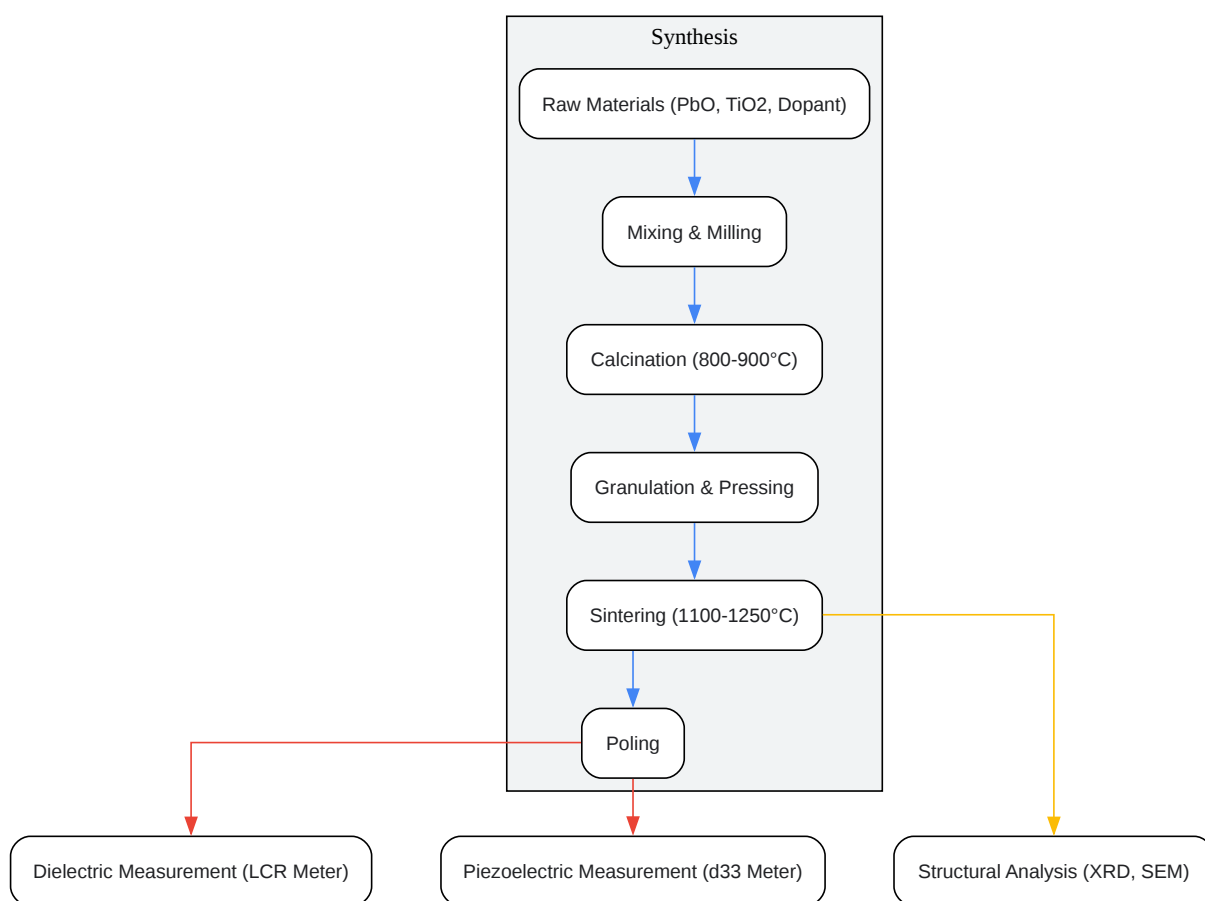 Synthesis
Raw Materials (PbO, TiO2, Dopant)
Mixing & Milling
Calcination (800-900°C)
Granulation & Pressing
Sintering (1100-1250°C)
Poling
Dielectric Measurement (LCR Meter)
Piezoelectric Measurement (d33 Meter)
Structural Analysis (XRD, SEM)